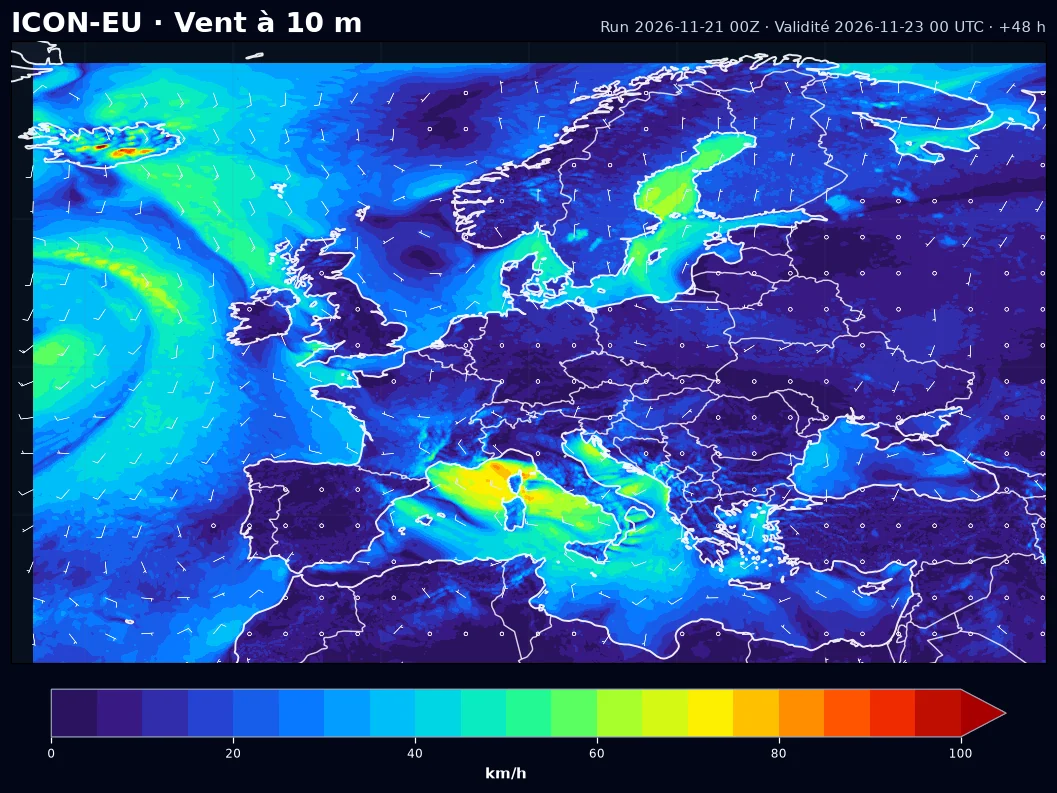 ICON-EU · Vent à 10 m
Run 2026-11-21 00Z · Validité 2026-11-23 00 UTC · +48 h
0 20 40 60 80 100
km/h